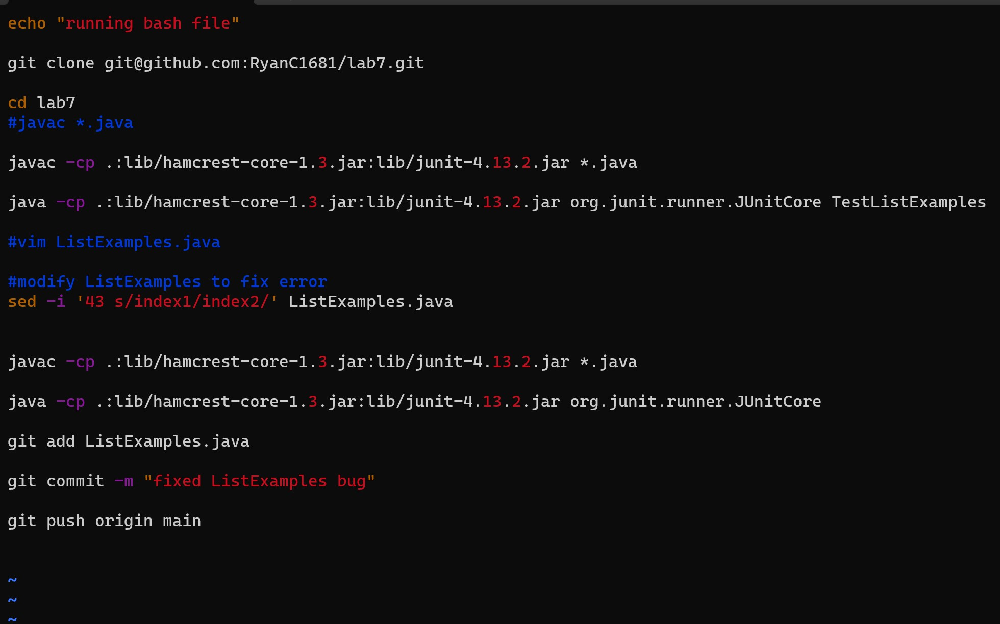 echo "running bash file"
git clone git@github.com:RyanC1681/lab7.git
cd lab7
#javac *.java
javac -cp .:lib/hamcrest-core-1.3.jar:lib/junit-4.13.2.jar *.java
java -cp .:lib/hamcrest-core-1.3.jar:lib/junit-4.13.2.jar org.junit.runner.JUnitCore TestListExamples
#vim ListExamples.java
#modify ListExamples to fix error
sed -i '43 s/index1/index2/' ListExamples.java
javac -cp .:lib/hamcrest-core-1.3.jar:lib/junit-4.13.2.jar *.java
java -cp .:lib/hamcrest-core-1.3.jar:lib/junit-4.13.2.jar org.junit.runner.JUnitCore
git add ListExamples.java
git commit -m "fixed ListExamples bug"
git push origin main
~
~
~